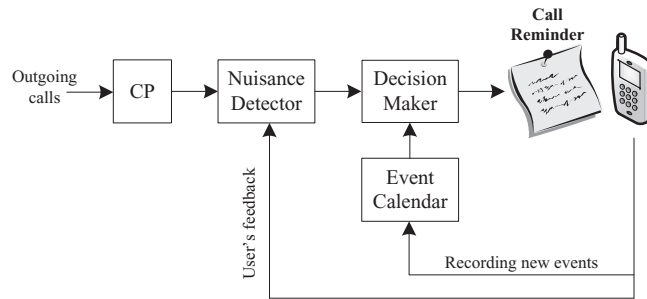 Call
Reminder
Outgoing
calls
CP
Nuisance
Detector
Decision
Maker
Event
Calendar
User's feedback
Recording new events